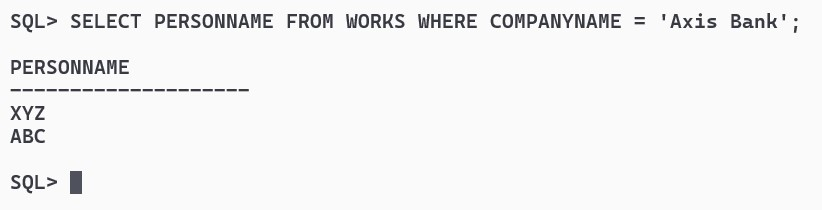 SQL> SELECT PERSONNAME FROM WORKS WHERE COMPANYNAME = 'Axis Bank';
PERSONNAME
--------------------
XYZ
ABC
SQL>